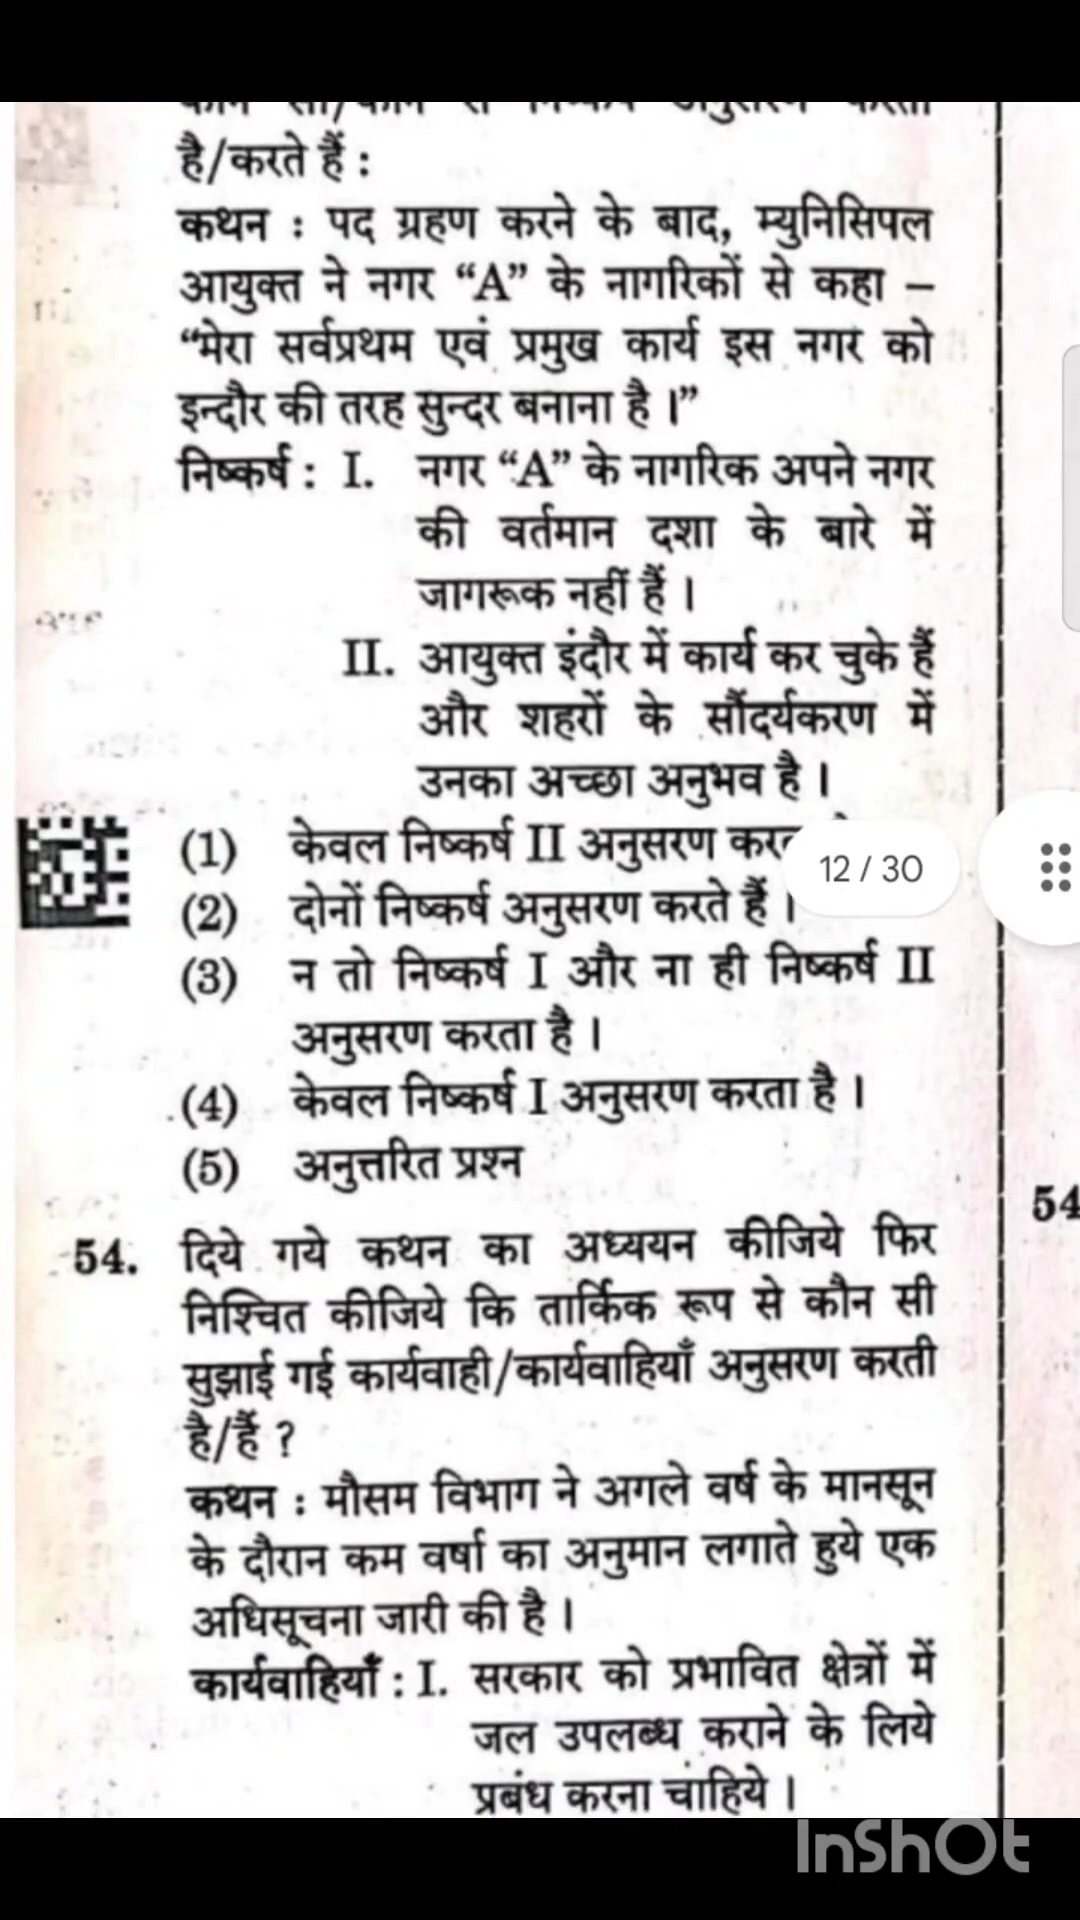 है/करते हैं :
कथन : पद ग्रहण करने के बाद, म्युनिसिपल
आयुक्त ने नगर “A” के नागरिकों से कहा –
“मेरा सर्वप्रथम एवं प्रमुख कार्य इस नगर को
इन्दौर की तरह सुन्दर बनाना है ।”
निष्कर्ष : I. नगर “A” के नागरिक अपने नगर
की वर्तमान दशा के बारे में
जागरूक नहीं हैं ।
II. आयुक्त इंदौर में कार्य कर चुके हैं
और शहरों के सौंदर्यकरण में
उनका अच्छा अनुभव है ।
(1) केवल निष्कर्ष II अनुसरण
12 / 30
(2) दोनों निष्कर्ष अनुसरण करते हैं ।
(3) न तो निष्कर्ष I और ना ही निष्कर्ष II
अनुसरण करता है ।
(4) केवल निष्कर्ष I अनुसरण करता है ।
(5) अनुत्तरित प्रश्न
54
54. दिये गये कथन का अध्ययन कीजिये फिर
निश्चित कीजिये कि तार्किक रूप से कौन सी
सुझाई गई कार्यवाही/कार्यवाहियाँ अनुसरण करती
है/हैं ?
कथन : मौसम विभाग ने अगले वर्ष के मानसून
के दौरान कम वर्षा का अनुमान लगाते हुये एक
अधिसूचना जारी की है ।
कार्यवाहियाँ : I. सरकार को प्रभावित क्षेत्रों में
जल उपलब्ध कराने के लिये
प्रबंध करना चाहिये ।
InShOt